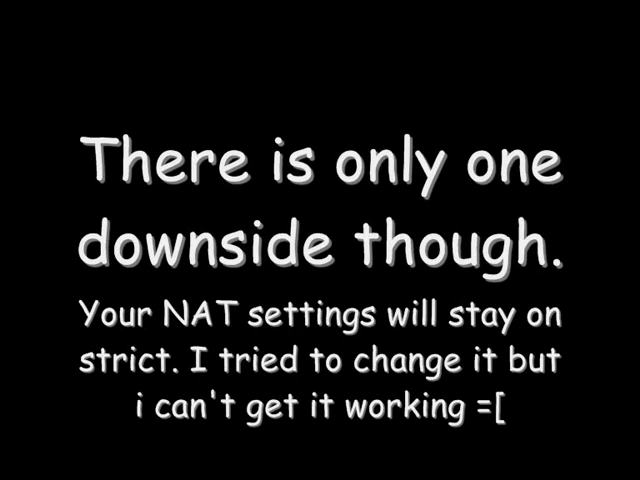 There is only one
downside though.
Your NAT settings will stay on
strict. I tried to change it but
i can't get it working =[